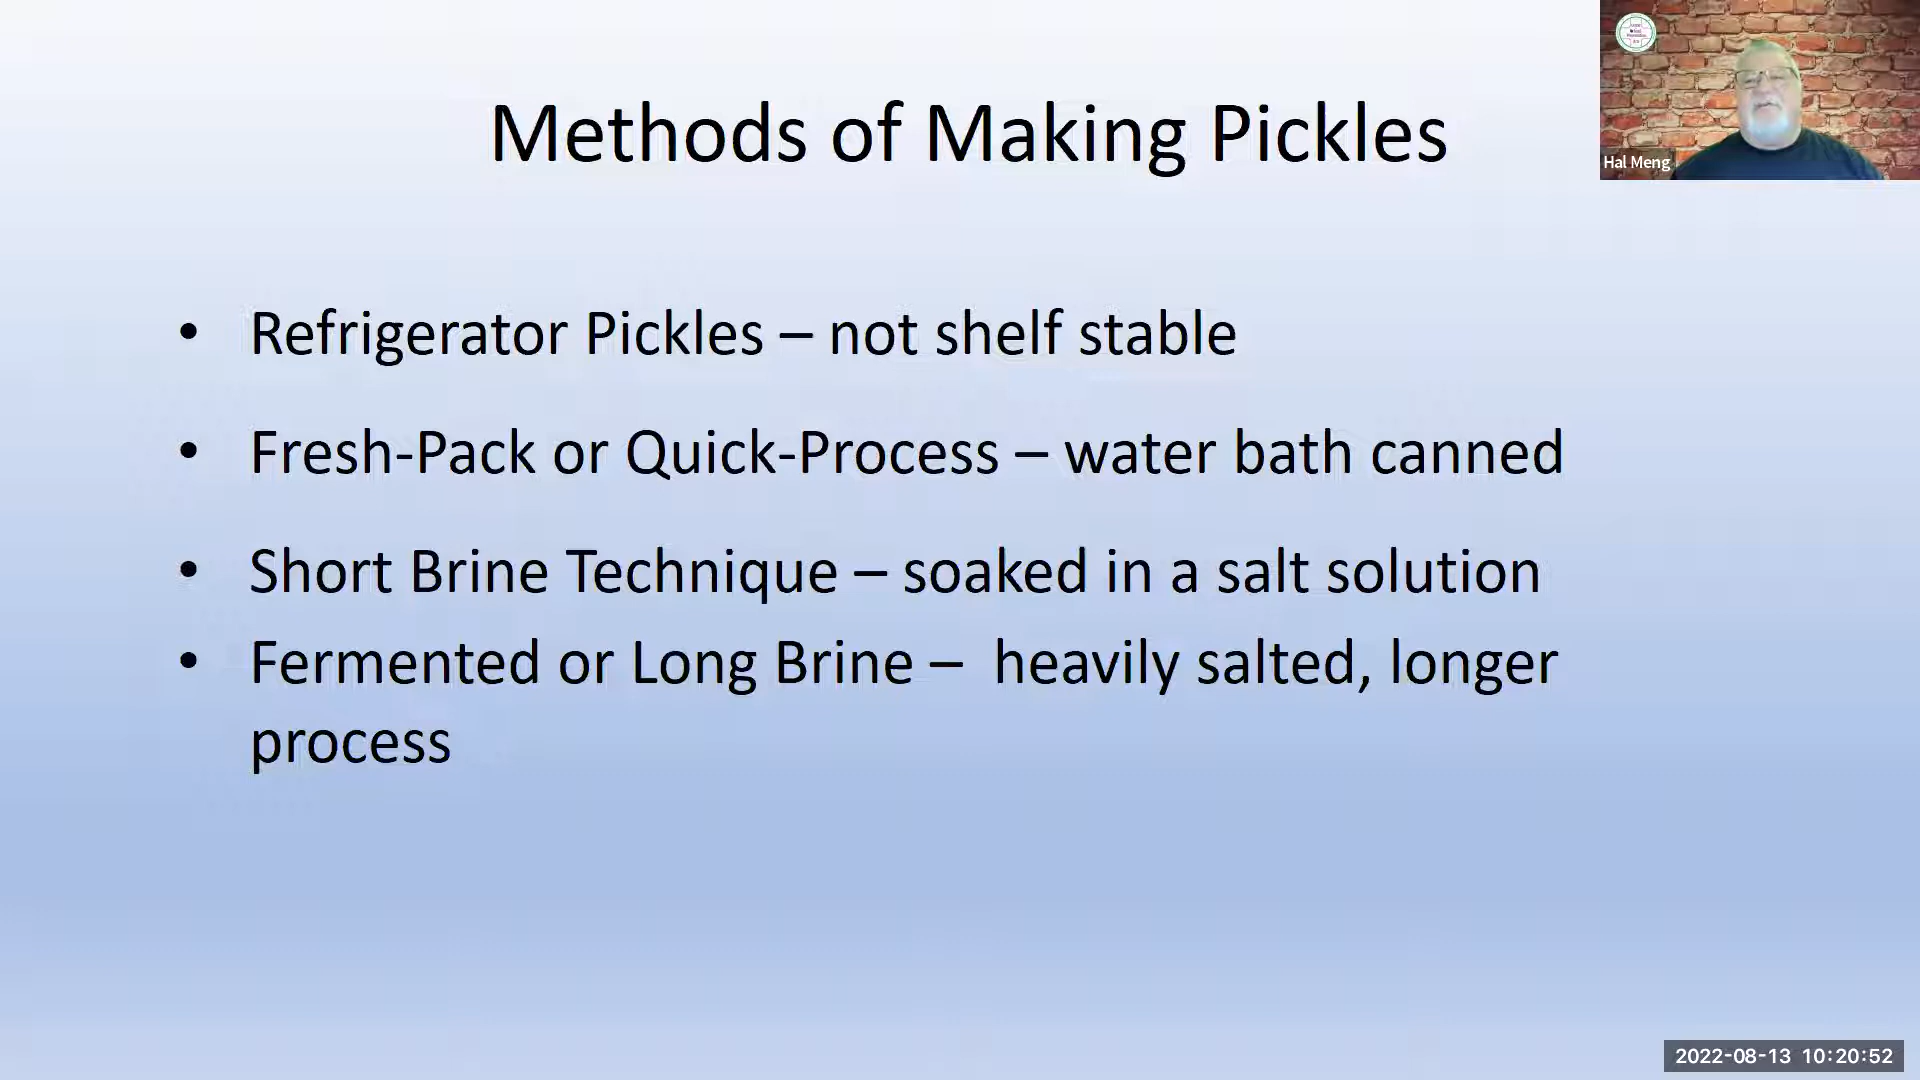 Methods of Making Pickles
Hal Meng
• Refrigerator Pickles – not shelf stable
• Fresh-Pack or Quick-Process – water bath canned
• Short Brine Technique – soaked in a salt solution
• Fermented or Long Brine –  heavily salted, longer
process
2022-08-13 10:20:52